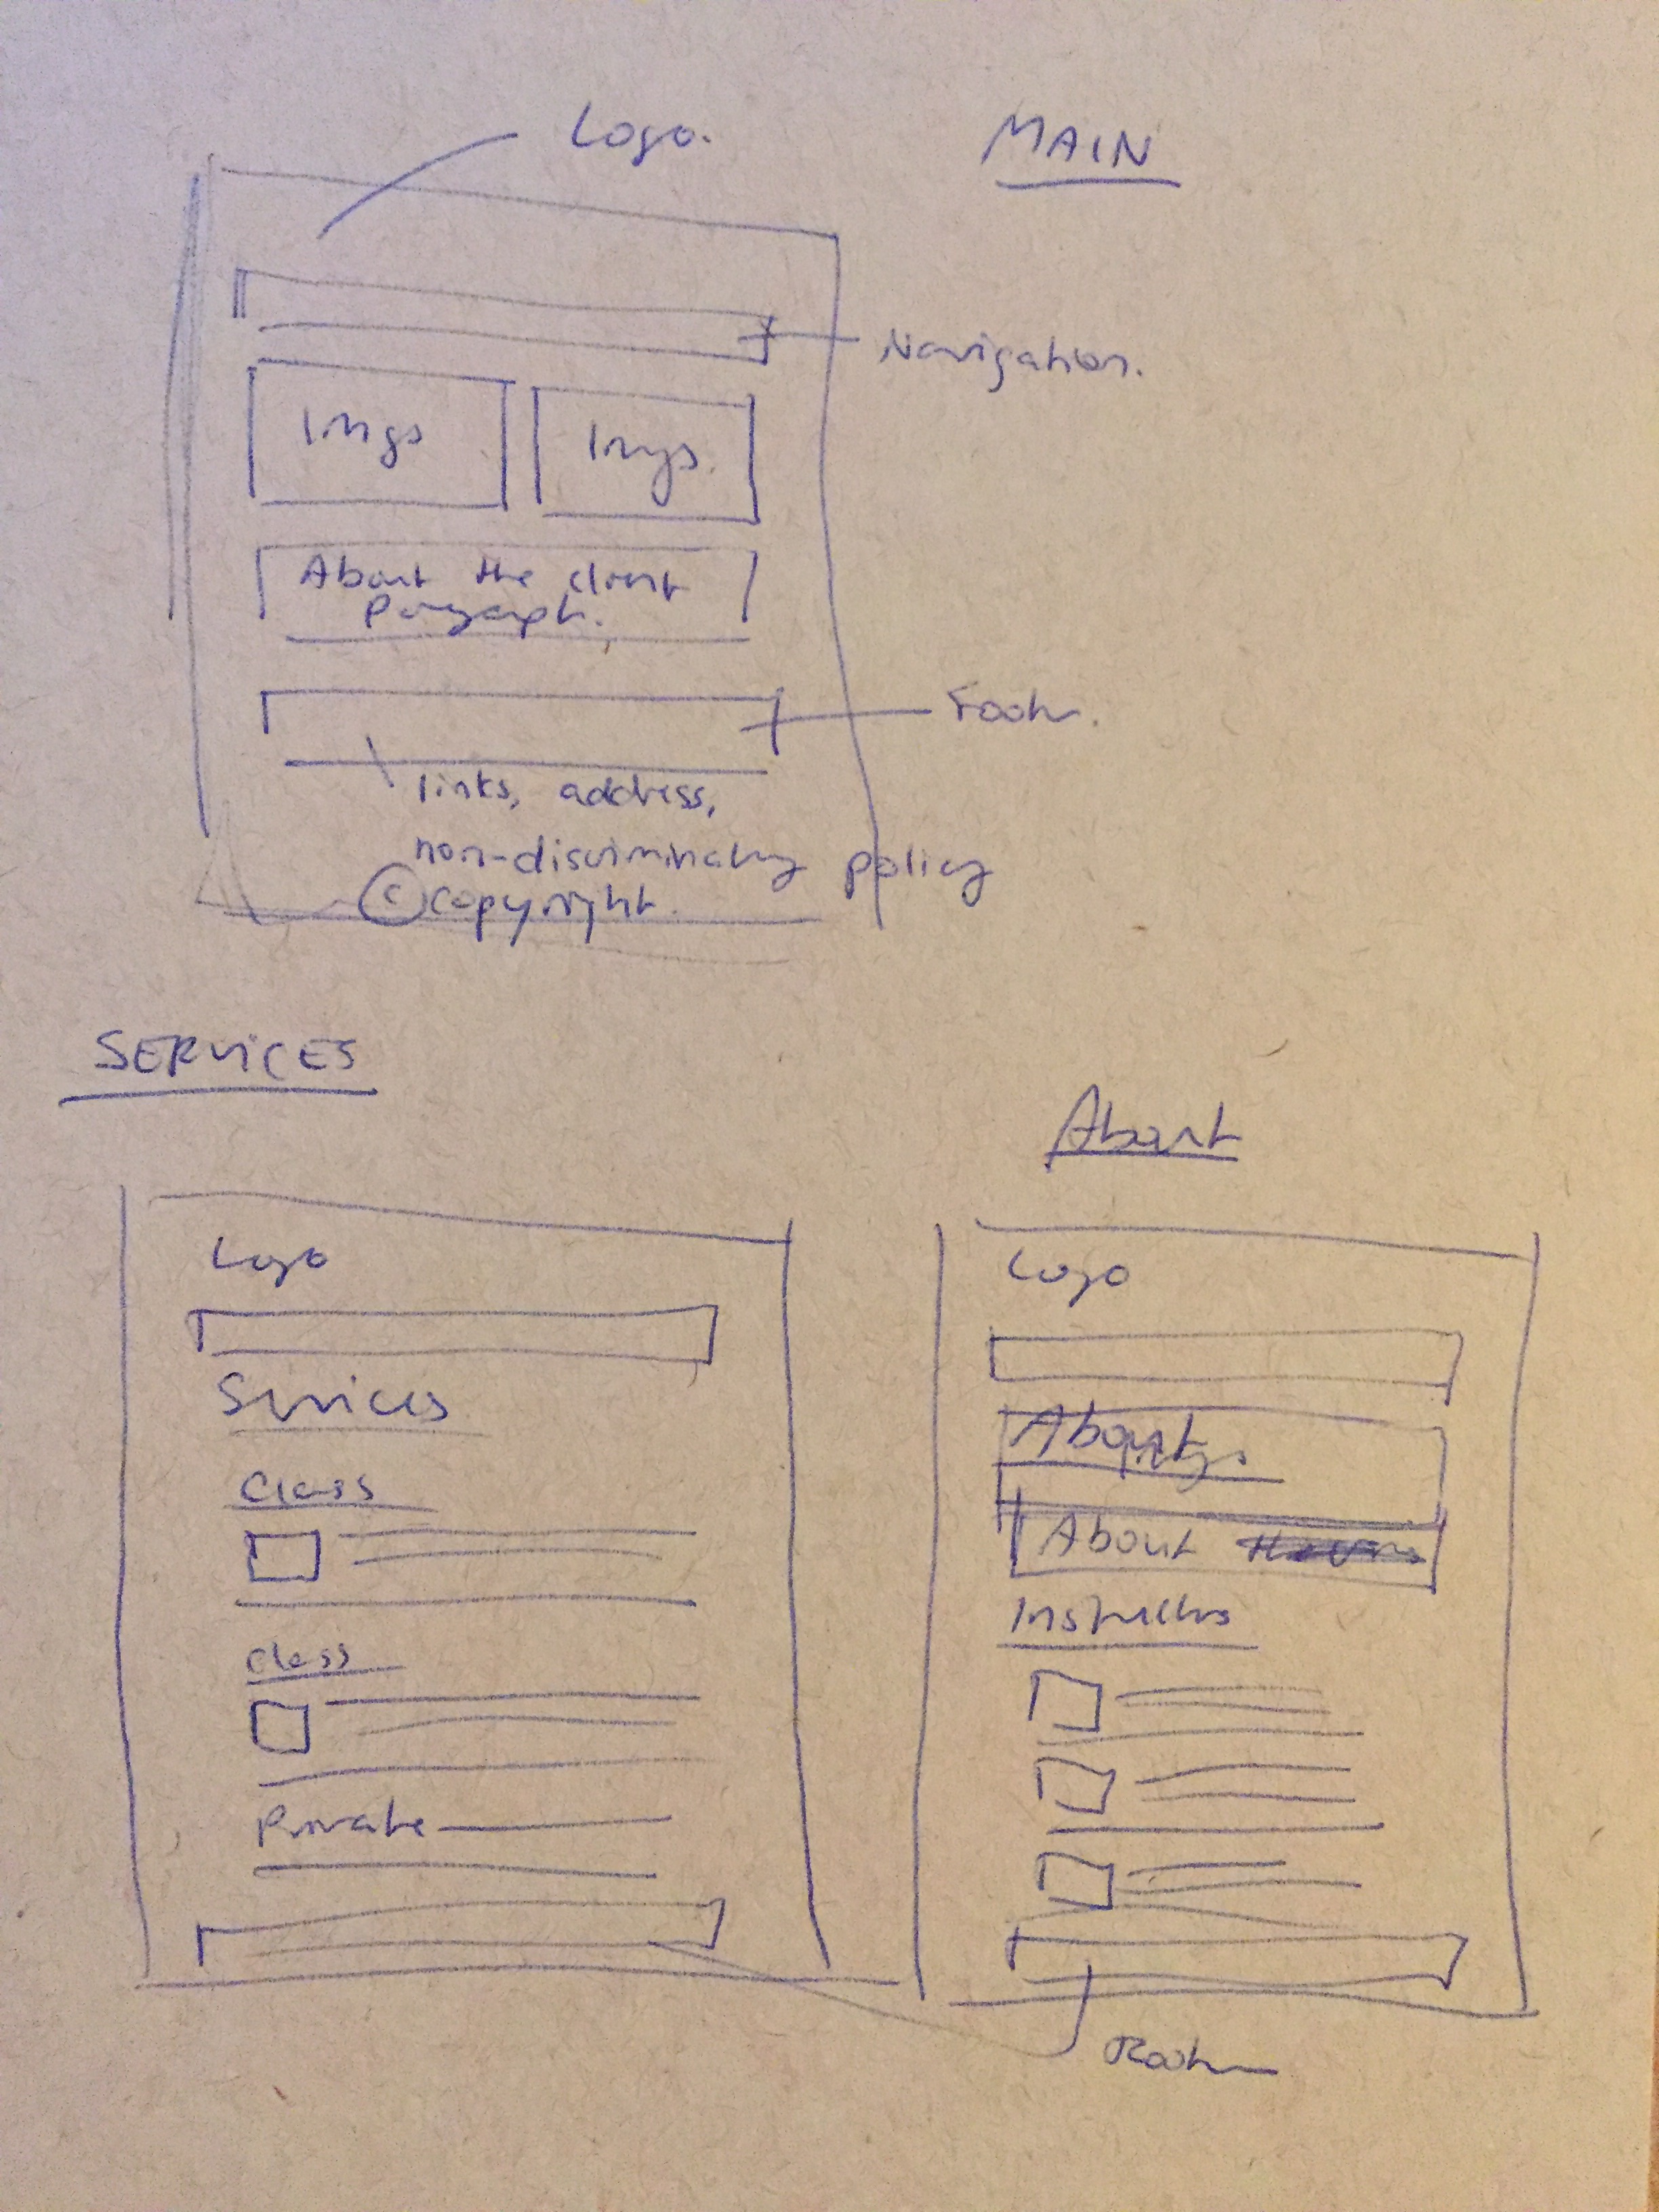 Logo.
MAIN
Navigation.
Imgs
Imgs.
About the client
Paragraph.
Footer.
links, address,
non-discriminatory policy
© copyright.
SERVICES
About
Logo
Services
Class
Class
Private
Logo
About
About
Instructors
Footer